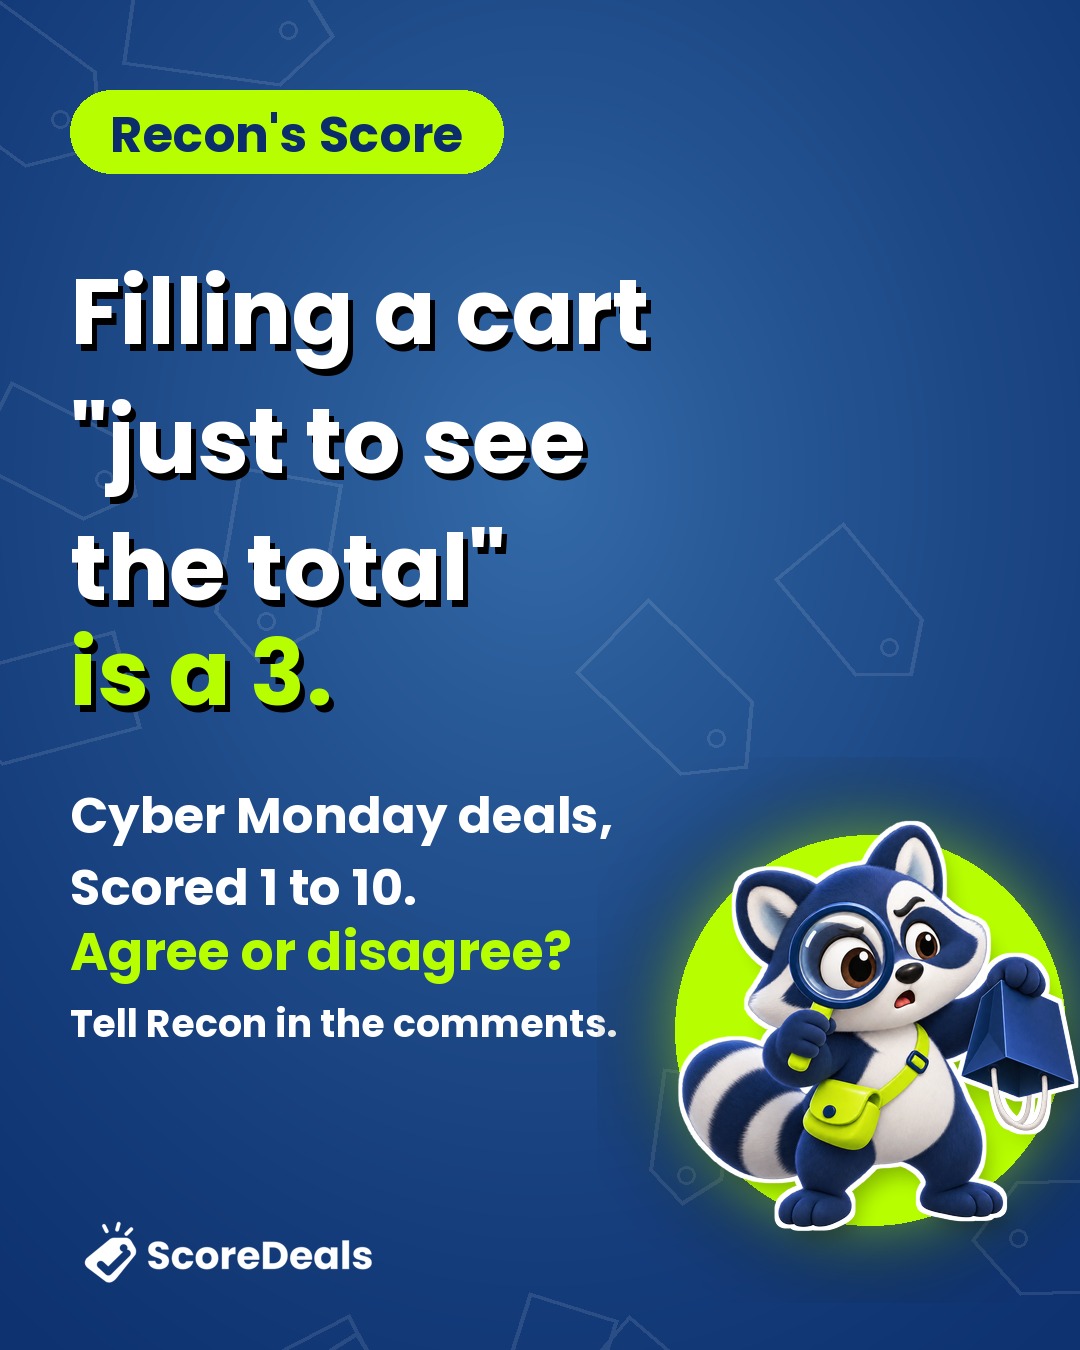 Recon's Score
Filling a cart
"just to see
the total"
is a 3.
Cyber Monday deals,
Scored 1 to 10.
Agree or disagree?
Tell Recon in the comments.
ScoreDeals